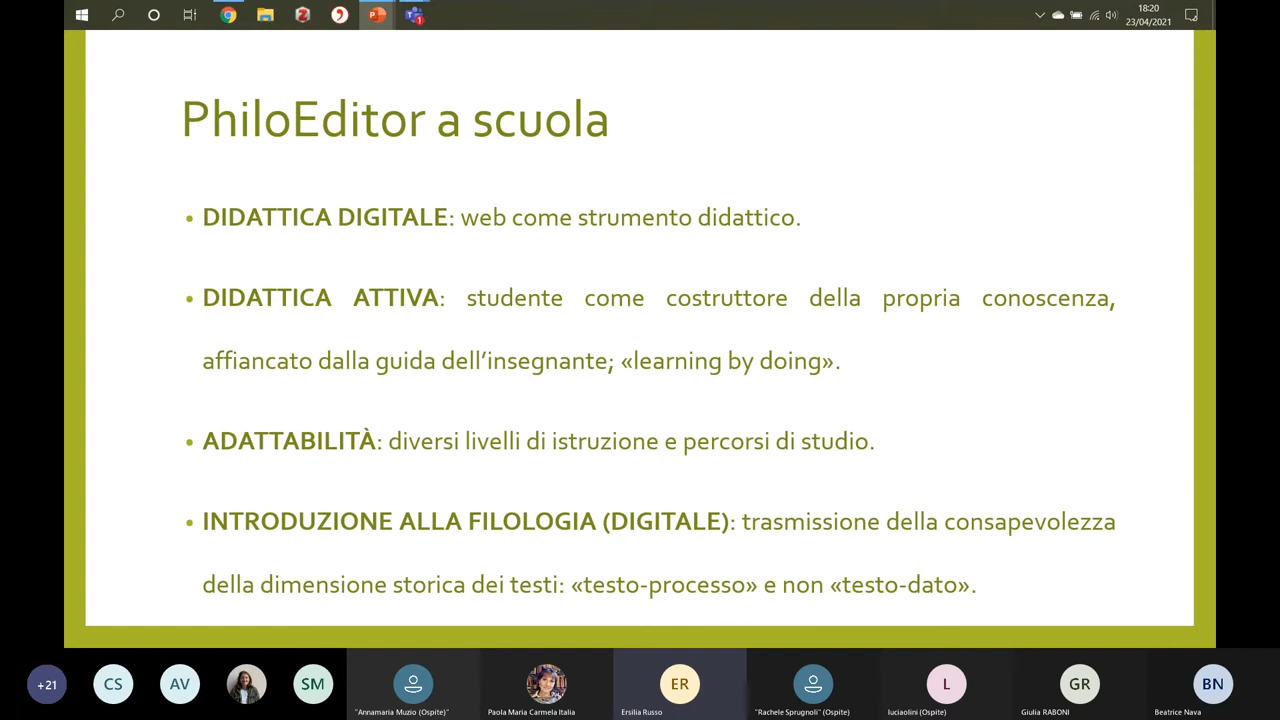 18:20
23/04/2021
PhiloEditor a scuola
• DIDATTICA DIGITALE: web come strumento didattico.
• DIDATTICA ATTIVA: studente come costruttore della propria conoscenza,
affiancato dalla guida dell’insegnante; «learning by doing».
• ADATTABILITÀ: diversi livelli di istruzione e percorsi di studio.
• INTRODUZIONE ALLA FILOLOGIA (DIGITALE): trasmissione della consapevolezza
della dimensione storica dei testi: «testo-processo» e non «testo-dato».
+21 CS AV SM ER L GR BN
"Annamaria Muzio (Ospite)" Paola Maria Carmela Italia Ersilia Russo "Rachele Sprugnoli" (Ospite) luciaolini (Ospite) Giulia RABONI Beatrice Nava